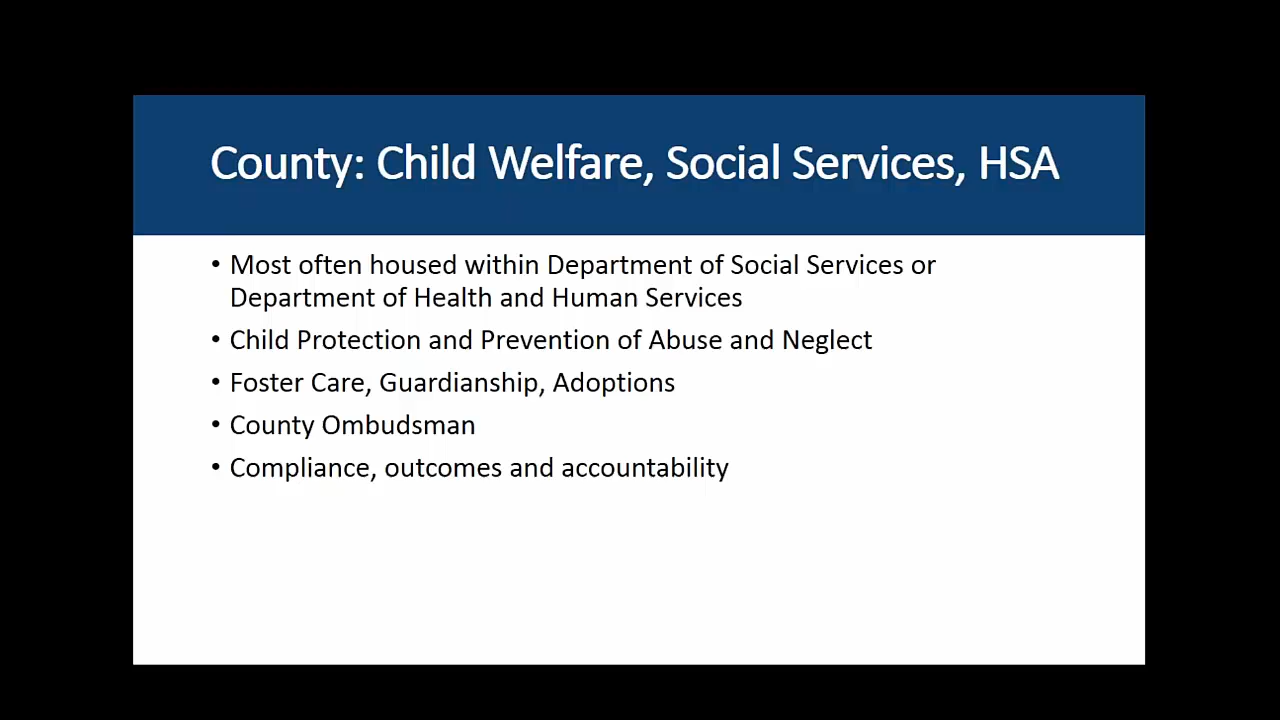 County: Child Welfare, Social Services, HSA
• Most often housed within Department of Social Services or
Department of Health and Human Services
• Child Protection and Prevention of Abuse and Neglect
• Foster Care, Guardianship, Adoptions
• County Ombudsman
• Compliance, outcomes and accountability